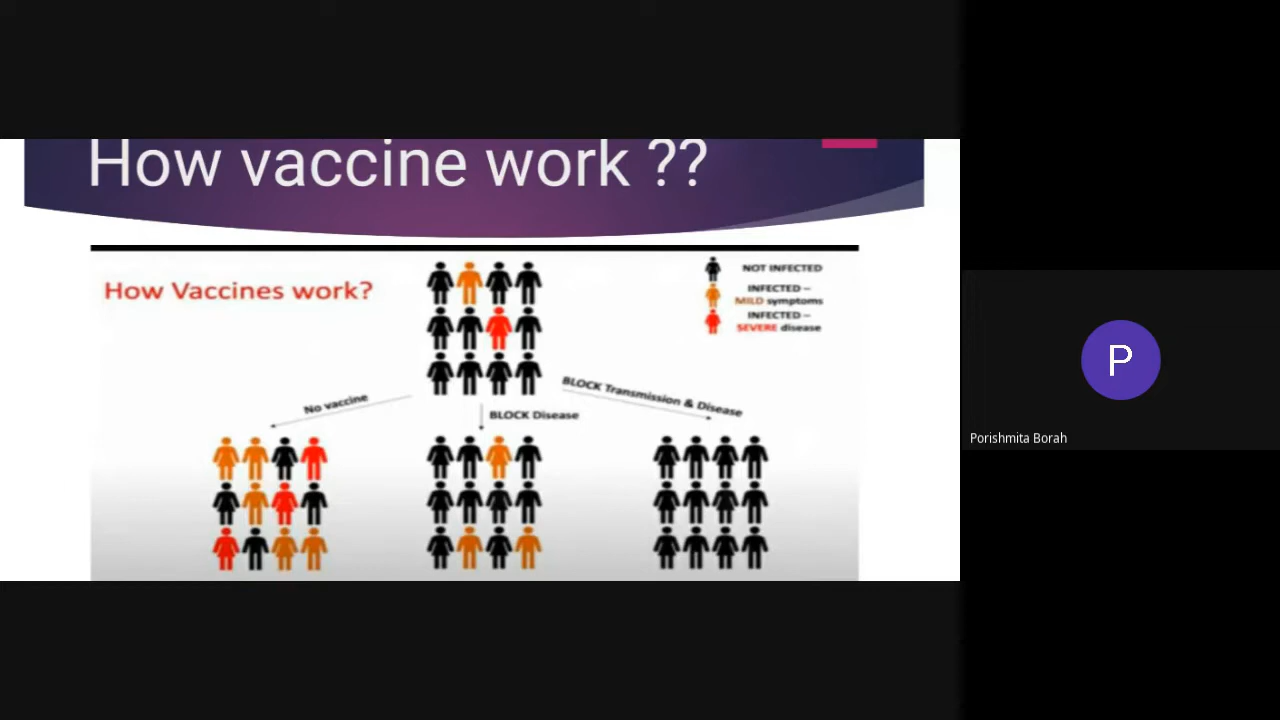 How vaccine work ??
How Vaccines work?
NOT INFECTED
INFECTED –
MILD symptoms
INFECTED –
SEVERE disease
No vaccine
BLOCK Disease
BLOCK Transmission & Disease
P
Porishmita Borah